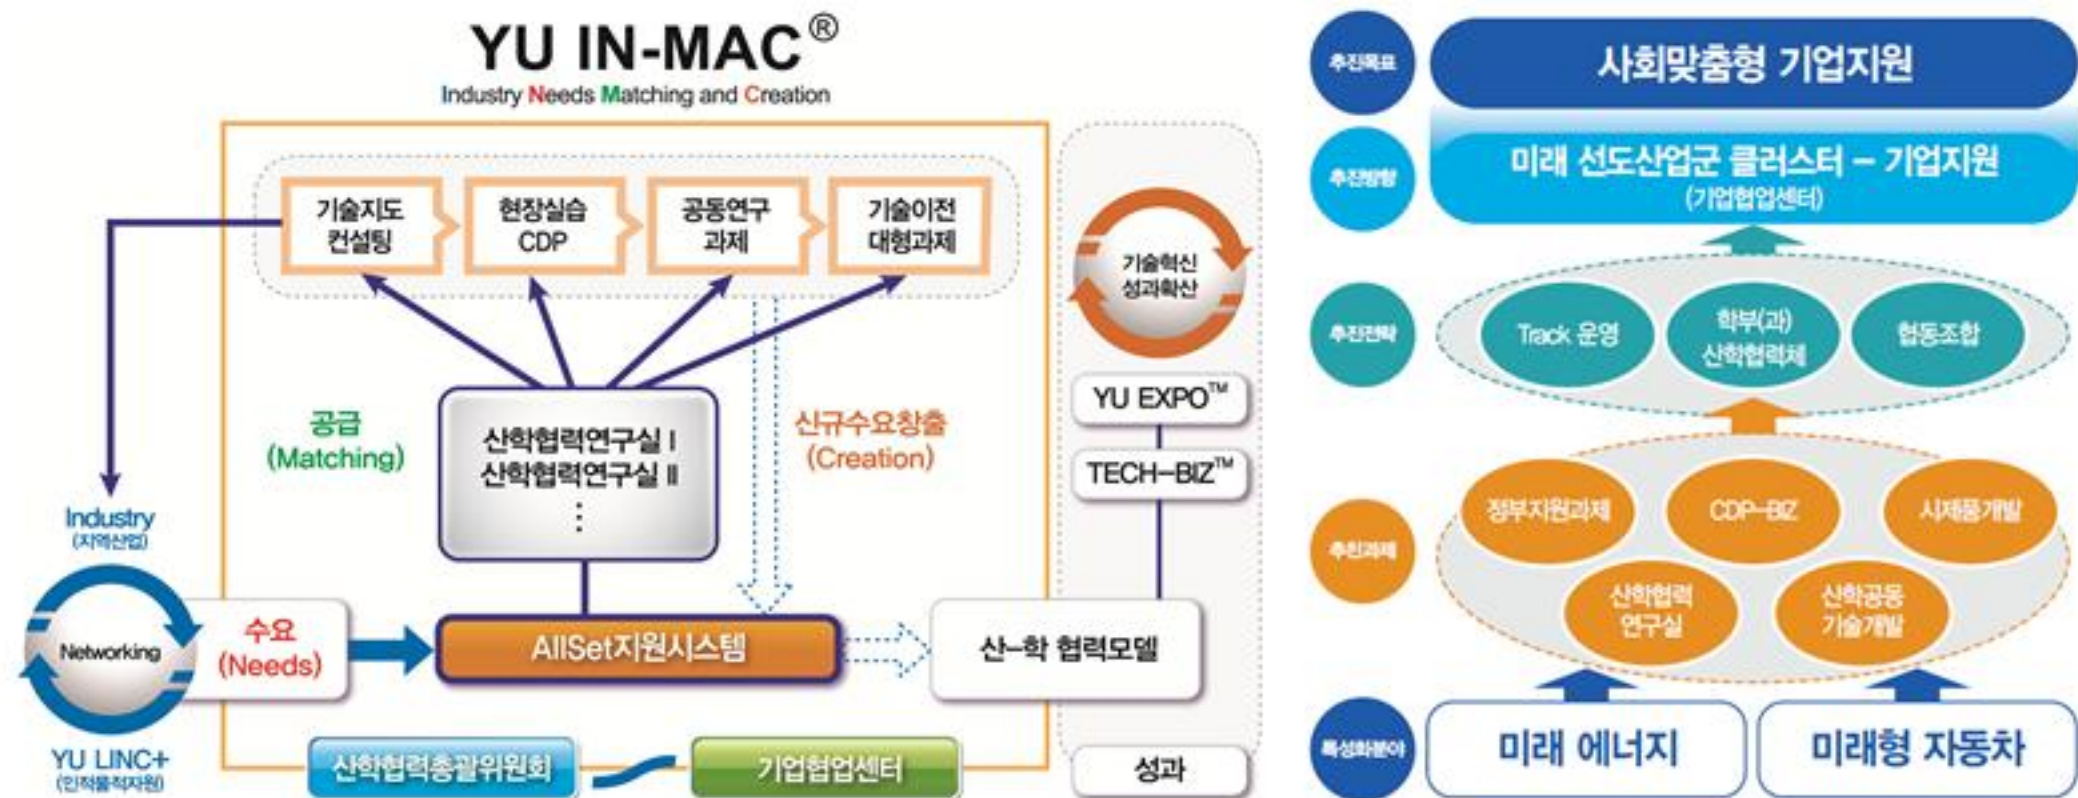 YU IN-MAC®
Industry Needs Matching and Creation
기술지도
컨설팅
현장실습
CDP
공동연구
과제
기술이전
대형과제
공급
(Matching)
산학협력연구실 Ⅰ
산학협력연구실 Ⅱ
⋮
신규수요창출
(Creation)
Industry
(지역산업)
Networking
YU LINC+
(인적물적자원)
수요
(Needs)
AllSet지원시스템
산-학 협력모델
산학협력총괄위원회
기업협업센터
기술혁신
성과확산
YU EXPO™
TECH-BIZ™
성과
추진목표
사회맞춤형 기업지원
추진방향
미래 선도산업군 클러스터 – 기업지원
(기업협업센터)
추진전략
Track 운영
학부(과)
산학협력체
협동조합
추진과제
정부지원과제
CDP-BIZ
시제품개발
산학협력
연구실
산학공동
기술개발
특성화분야
미래 에너지
미래형 자동차